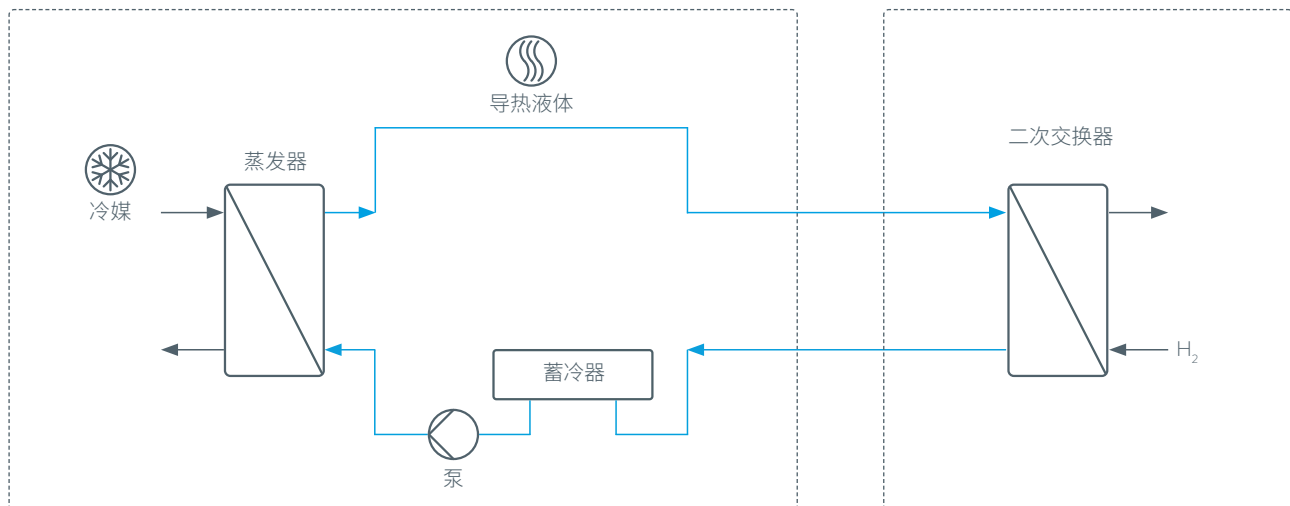 导热液体
二次交换器
蒸发器
冷媒
H₂
蓄冷器
泵